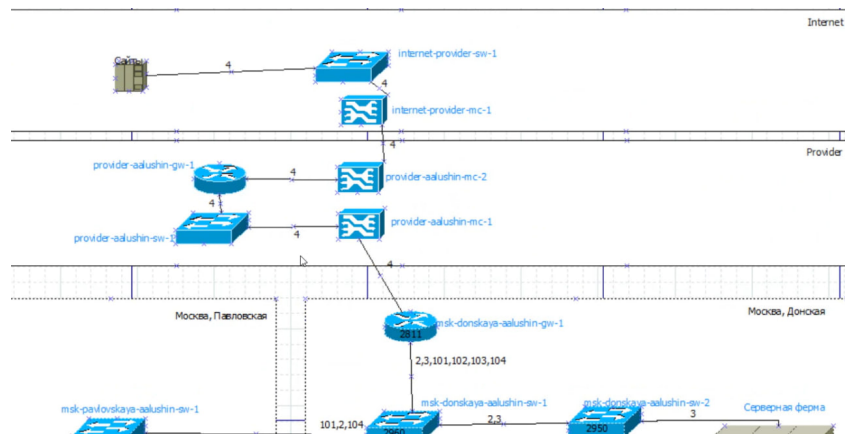 Internet
Сайты
internet-provider-sw-1
4
4
internet-provider-mc-1
4
Provider
provider-aalushin-gw-1
4
provider-aalushin-mc-2
4
provider-aalushin-mc-1
provider-aalushin-sw-1
4
4
Москва, Павловская
Москва, Донская
msk-donskaya-aalushin-gw-1
2811
2,3,101,102,103,104
msk-pavlovskaya-aalushin-sw-1
msk-donskaya-aalushin-sw-1
msk-donskaya-aalushin-sw-2
Серверная ферма
101,2,104
2960
2,3
2950
3